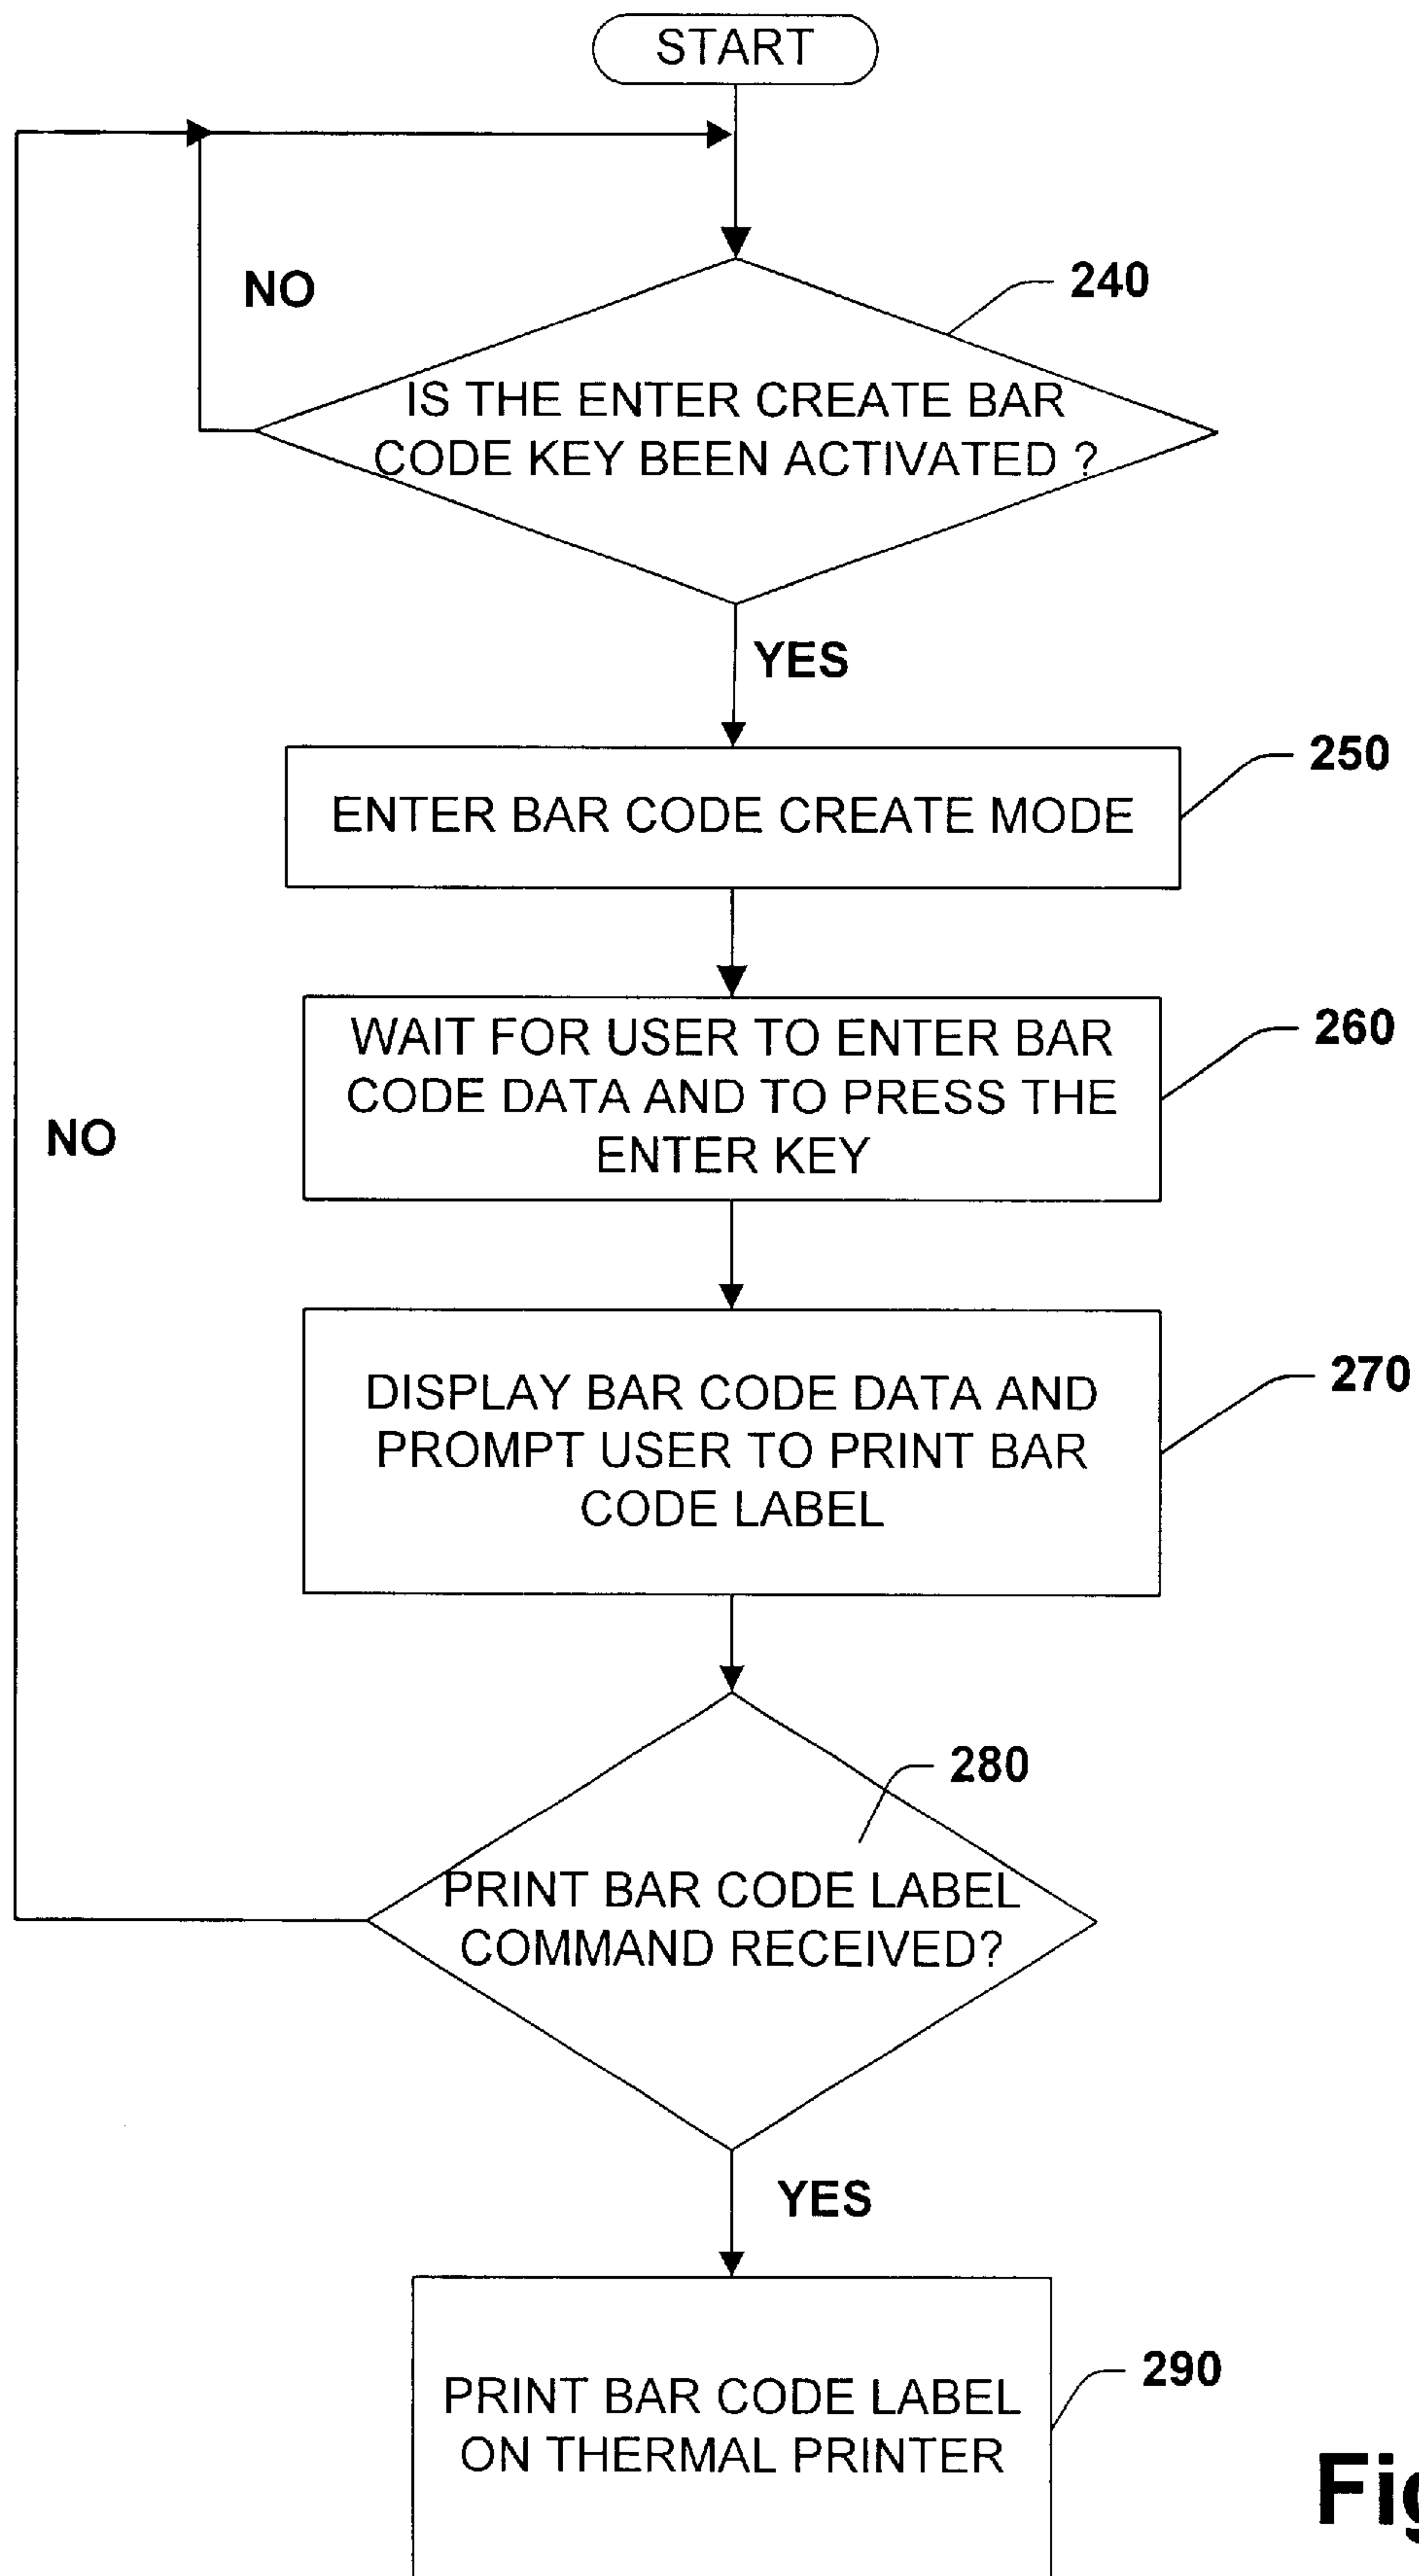 START
NO
240
IS THE ENTER CREATE BAR
CODE KEY BEEN ACTIVATED ?
YES
250
ENTER BAR CODE CREATE MODE
260
WAIT FOR USER TO ENTER BAR
CODE DATA AND TO PRESS THE
ENTER KEY
NO
270
DISPLAY BAR CODE DATA AND
PROMPT USER TO PRINT BAR
CODE LABEL
280
PRINT BAR CODE LABEL
COMMAND RECEIVED?
YES
290
PRINT BAR CODE LABEL
ON THERMAL PRINTER
Fig